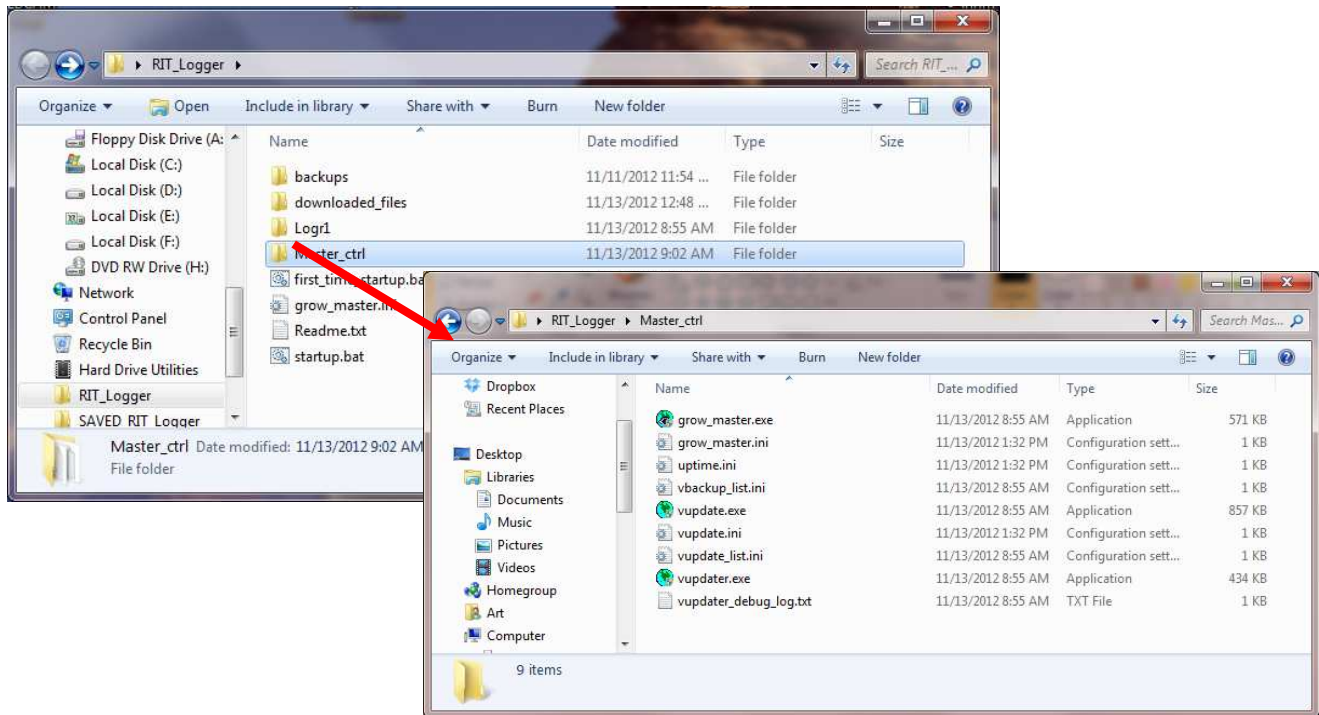 RIT_Logger
Search RIT_...
Organize Open Include in library Share with Burn New folder
Name Date modified Type Size
Floppy Disk Drive (A:
Local Disk (C:)
Local Disk (D:)
Local Disk (E:)
Local Disk (F:)
DVD RW Drive (H:)
Network
Control Panel
Recycle Bin
Hard Drive Utilities
RIT_Logger
SAVED RIT Logger
backups 11/11/2012 11:54 ... File folder
downloaded_files 11/13/2012 12:48 ... File folder
Logr1 11/13/2012 8:55 AM File folder
Master_ctrl 11/13/2012 9:02 AM File folder
first_time_startup.ba
grow_master.ini
Readme.txt
startup.bat
Master_ctrl Date modified: 11/13/2012 9:02 AM
File folder
RIT_Logger Master_ctrl
Search Mas...
Organize Include in library Share with Burn New folder
Name Date modified Type Size
Dropbox
Recent Places
Desktop
Libraries
Documents
Music
Pictures
Videos
Homegroup
Art
Computer
grow_master.exe 11/13/2012 8:55 AM Application 571 KB
grow_master.ini 11/13/2012 1:32 PM Configuration sett... 1 KB
uptime.ini 11/13/2012 1:32 PM Configuration sett... 1 KB
vbackup_list.ini 11/13/2012 8:55 AM Configuration sett... 1 KB
vupdate.exe 11/13/2012 8:55 AM Application 857 KB
vupdate.ini 11/13/2012 1:32 PM Configuration sett... 1 KB
vupdate_list.ini 11/13/2012 8:55 AM Configuration sett... 1 KB
vupdater.exe 11/13/2012 8:55 AM Application 434 KB
vupdater_debug_log.txt 11/13/2012 8:55 AM TXT File 1 KB
9 items